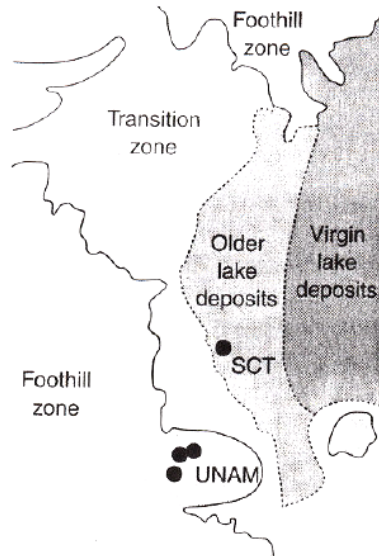 Foothill
zone
Transition
zone
Older
lake
deposits
Virgin
lake
deposits
SCT
Foothill
zone
UNAM